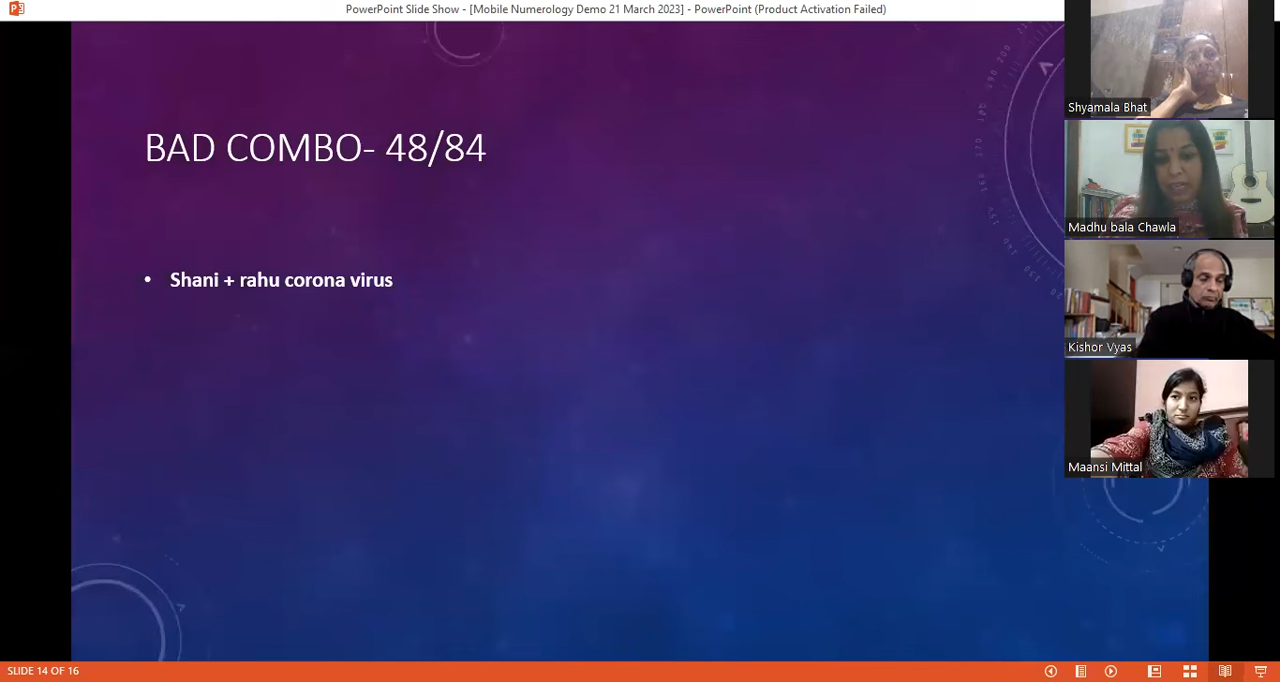 PowerPoint Slide Show - [Mobile Numerology Demo 21 March 2023] - PowerPoint (Product Activation Failed)
BAD COMBO- 48/84
• Shani + rahu corona virus
Shyamala Bhat
Madhu bala Chawla
Kishor Vyas
Maansi Mittal
SLIDE 14 OF 16